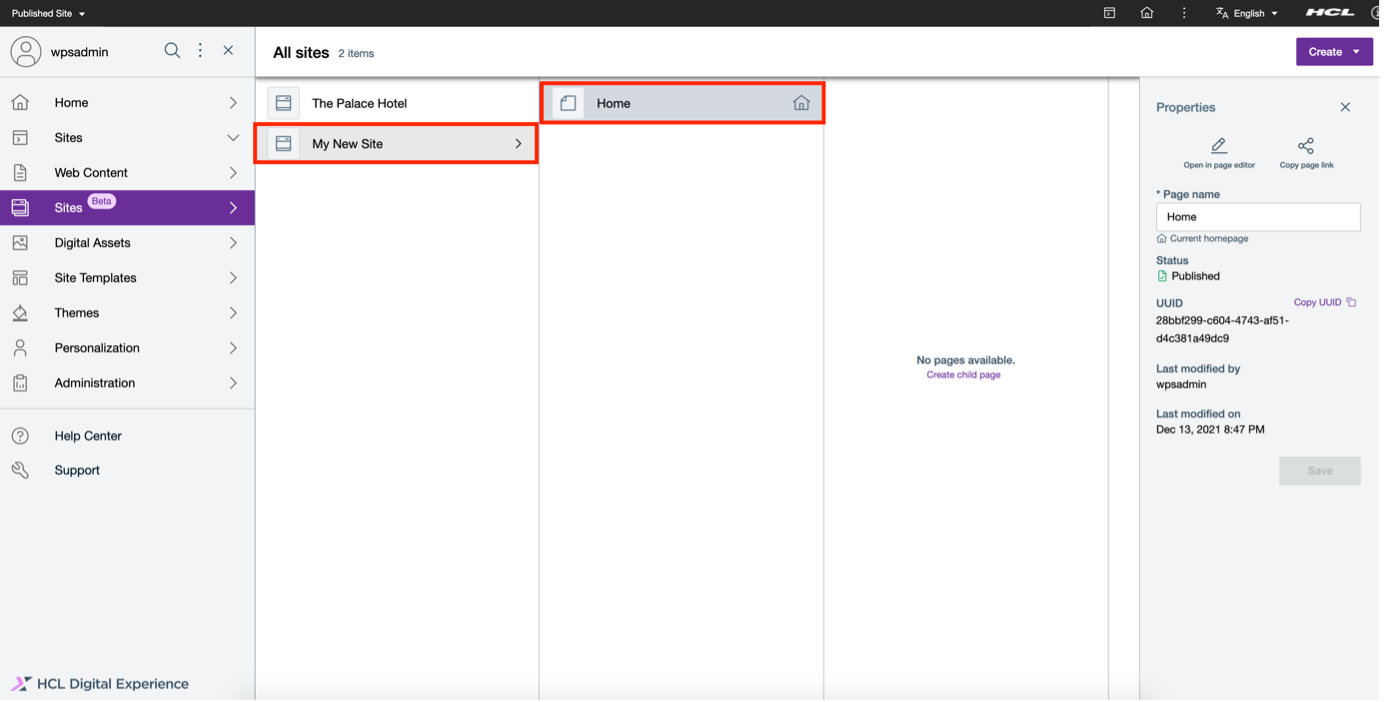 Published Site
English
HCL
wpsadmin
All sites 2 items
Create
Home
Sites
Web Content
Sites Beta
Digital Assets
Site Templates
Themes
Personalization
Administration
Help Center
Support
HCL Digital Experience
The Palace Hotel
My New Site
Home
No pages available.
Create child page
Properties
Open in page editor
Copy page link
* Page name
Home
Current homepage
Status
Published
UUID Copy UUID
28bbf299-c604-4743-af51-
d4c381a49dc9
Last modified by
wpsadmin
Last modified on
Dec 13, 2021 8:47 PM
Save